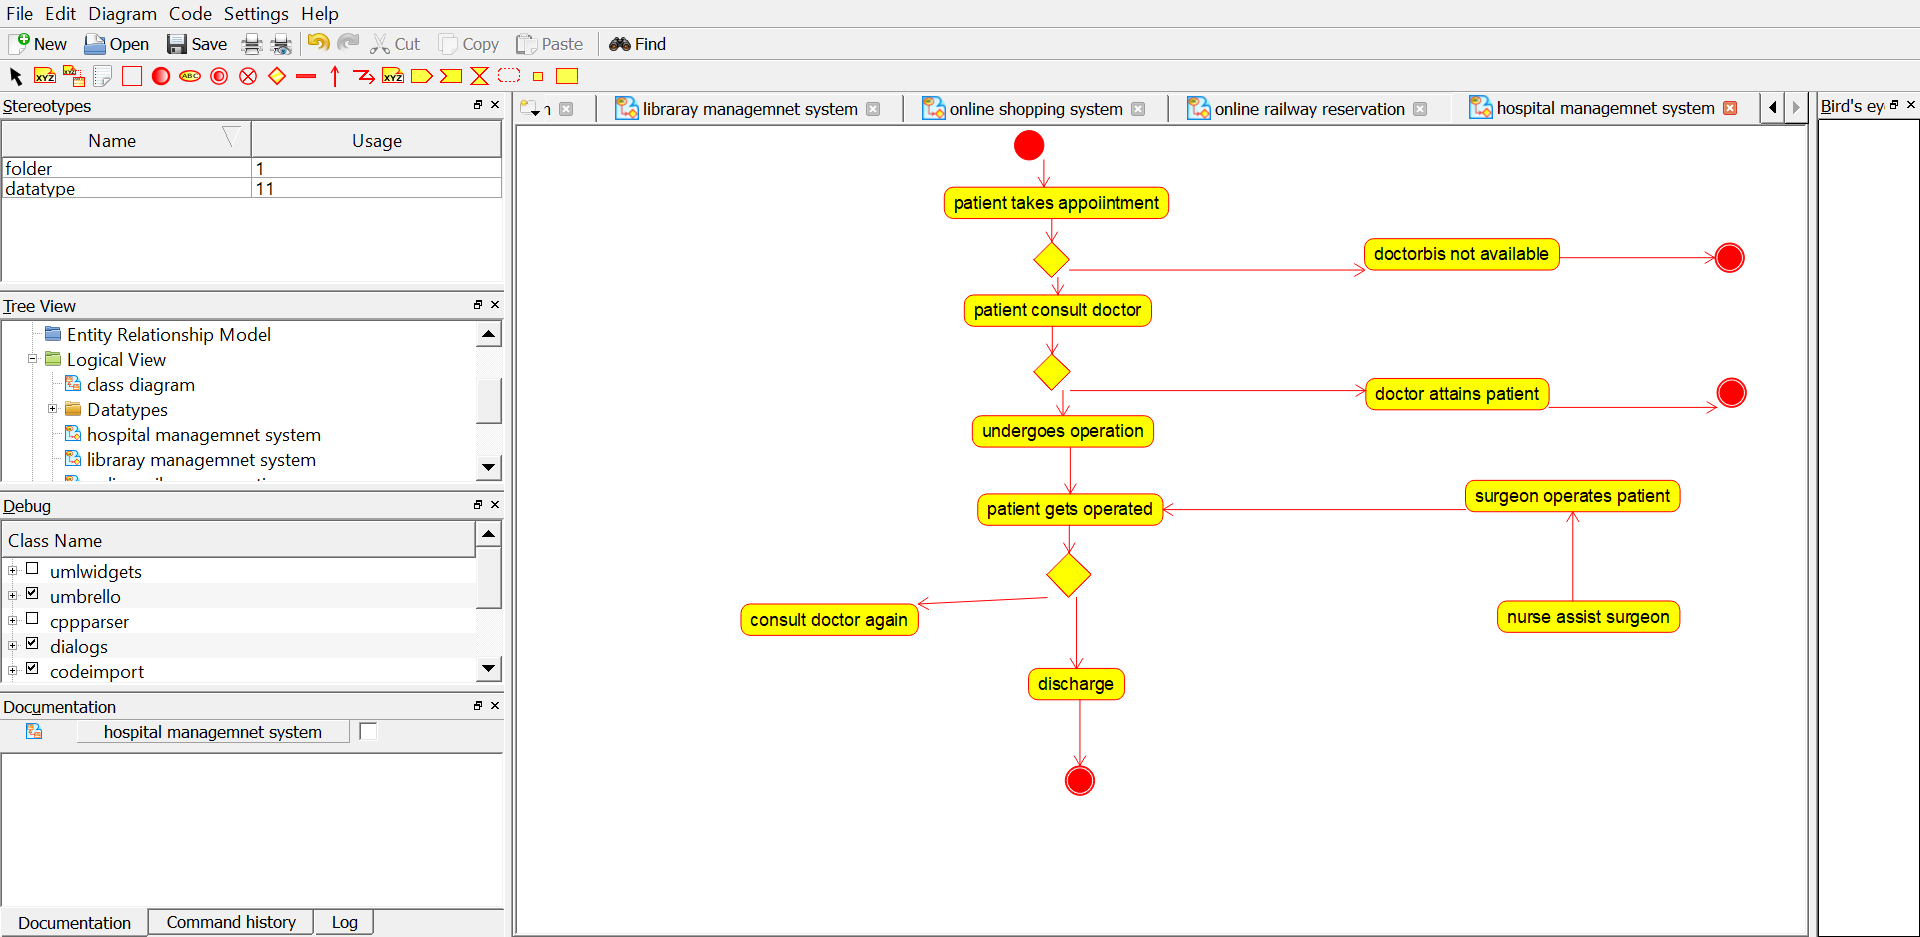 File Edit Diagram Code Settings Help
New Open Save Cut Copy Paste Find
XYZ ABC XYZ
Stereotypes
Name Usage
folder 1
datatype 11
Tree View
Entity Relationship Model
Logical View
class diagram
Datatypes
hospital managemnet system
libraray managemnet system
Debug
Class Name
umlwidgets
umbrello
cppparser
dialogs
codeimport
Documentation
hospital managemnet system
Documentation Command history Log
libraray managemnet system online shopping system online railway reservation hospital managemnet system
patient takes appoiintment
doctorbis not available
patient consult doctor
doctor attains patient
undergoes operation
surgeon operates patient
patient gets operated
consult doctor again
nurse assist surgeon
discharge
Bird's ey